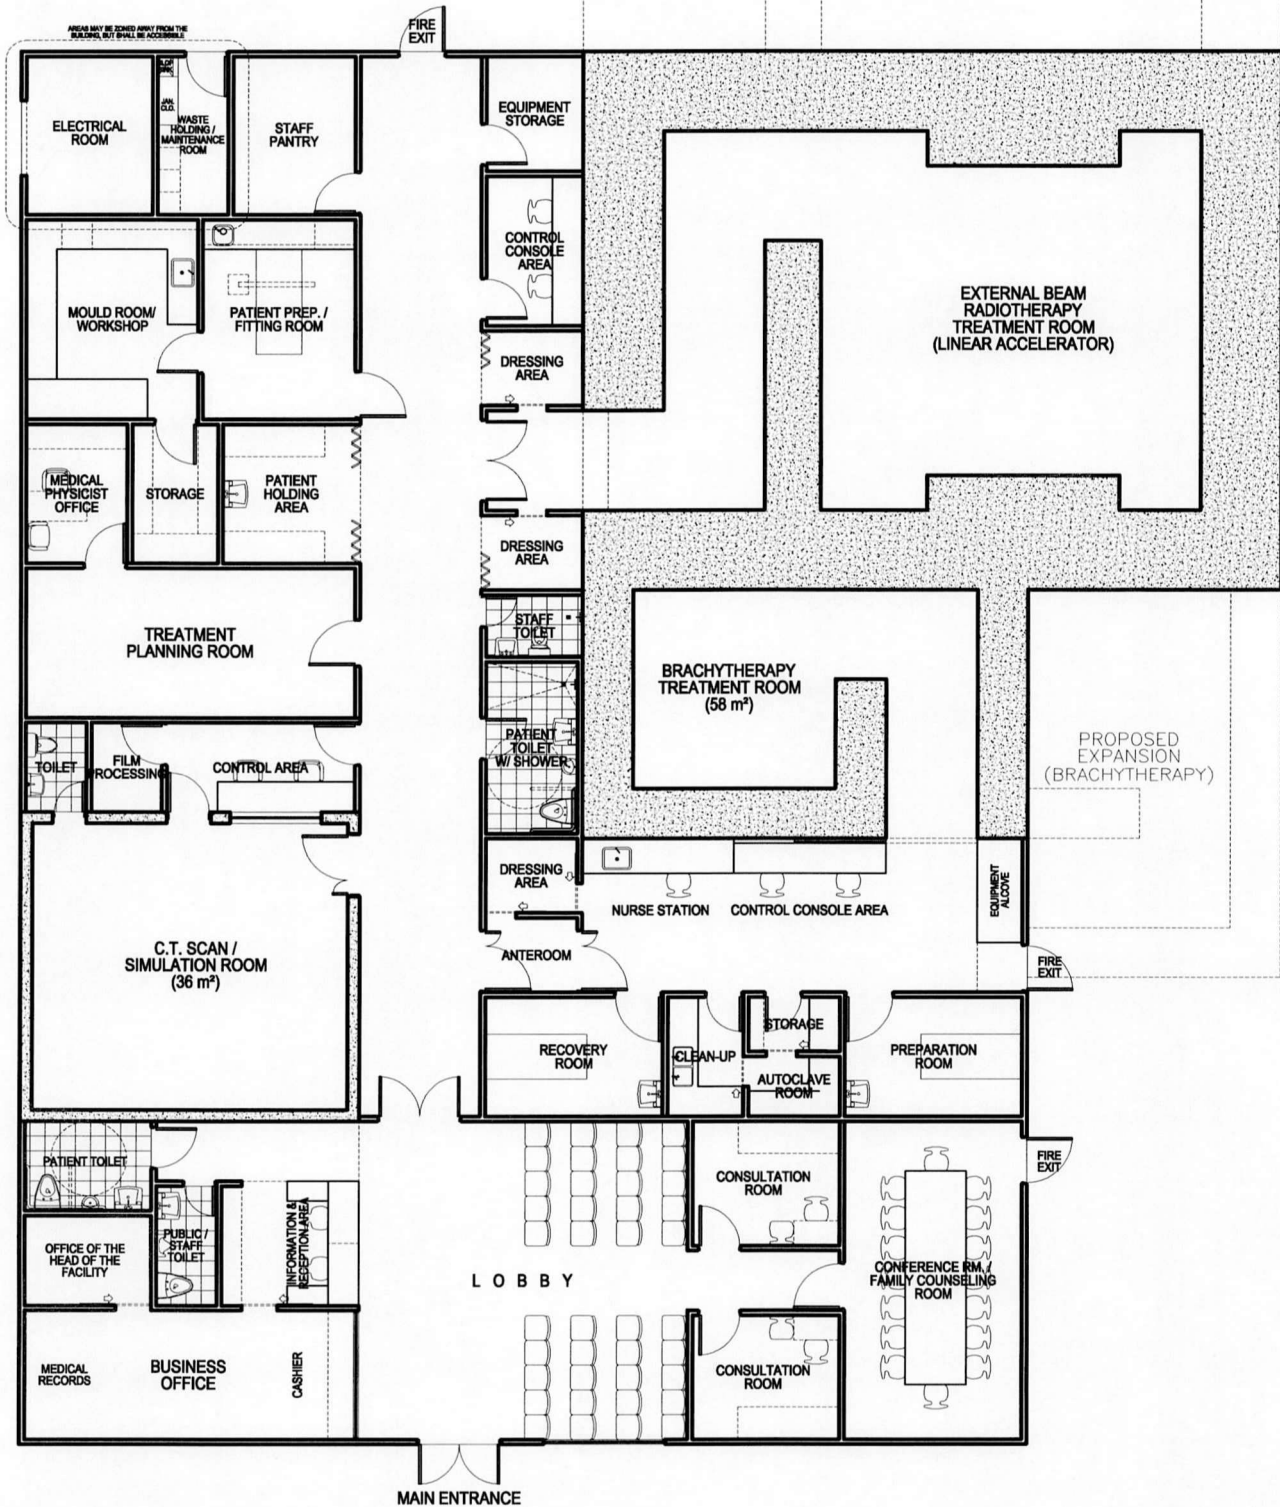 AREAS MAY BE ZONED AWAY FROM THE
BUILDING, BUT SHALL BE ACCESSIBLE
FIRE
EXIT
ELECTRICAL
ROOM
JAN.
CLO.
WASTE
HOLDING /
MAINTENANCE
ROOM
STAFF
PANTRY
EQUIPMENT
STORAGE
CONTROL
CONSOLE
AREA
MOULD ROOM/
WORKSHOP
PATIENT PREP. /
FITTING ROOM
EXTERNAL BEAM
RADIOTHERAPY
TREATMENT ROOM
(LINEAR ACCELERATOR)
DRESSING
AREA
MEDICAL
PHYSICIST
OFFICE
STORAGE
PATIENT
HOLDING
AREA
DRESSING
AREA
TREATMENT
PLANNING ROOM
STAFF
TOILET
BRACHYTHERAPY
TREATMENT ROOM
(58 m²)
PATIENT
TOILET
W/ SHOWER
PROPOSED
EXPANSION
(BRACHYTHERAPY)
TOILET
FILM
PROCESSING
CONTROL AREA
DRESSING
AREA
NURSE STATION
CONTROL CONSOLE AREA
EQUIPMENT
ALCOVE
C.T. SCAN /
SIMULATION ROOM
(36 m²)
ANTEROOM
FIRE
EXIT
RECOVERY
ROOM
CLEAN-UP
STORAGE
AUTOCLAVE
ROOM
PREPARATION
ROOM
PATIENT TOILET
CONSULTATION
ROOM
FIRE
EXIT
OFFICE OF THE
HEAD OF THE
FACILITY
PUBLIC /
STAFF
TOILET
INFORMATION &
RECEPTION AREA
LOBBY
CONFERENCE RM. /
FAMILY COUNSELING
ROOM
MEDICAL
RECORDS
BUSINESS
OFFICE
CASHIER
CONSULTATION
ROOM
MAIN ENTRANCE